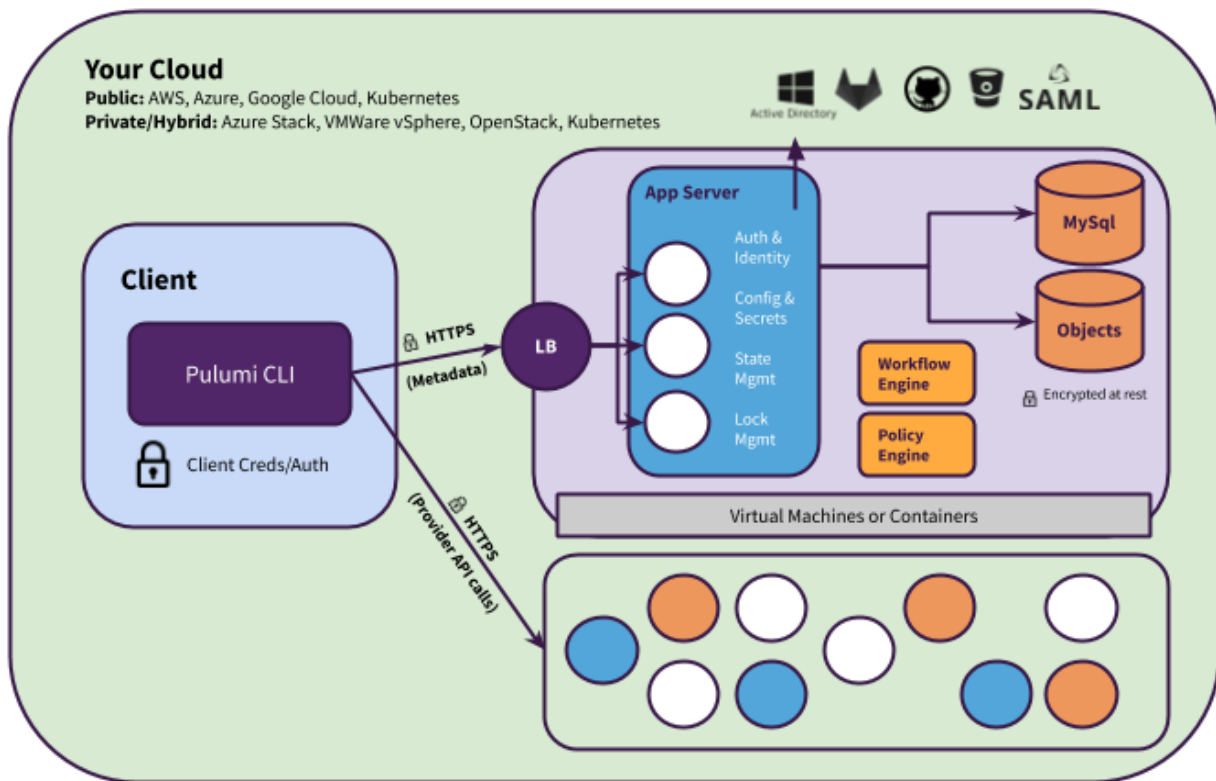 Your Cloud
Public: AWS, Azure, Google Cloud, Kubernetes
Private/Hybrid: Azure Stack, VMWare vSphere, OpenStack, Kubernetes
Active Directory
SAML
Client
Pulumi CLI
Client Creds/Auth
HTTPS
(Metadata)
HTTPS
(Provider API calls)
LB
App Server
Auth &
Identity
Config &
Secrets
State
Mgmt
Lock
Mgmt
Workflow
Engine
Policy
Engine
MySql
Objects
Encrypted at rest
Virtual Machines or Containers